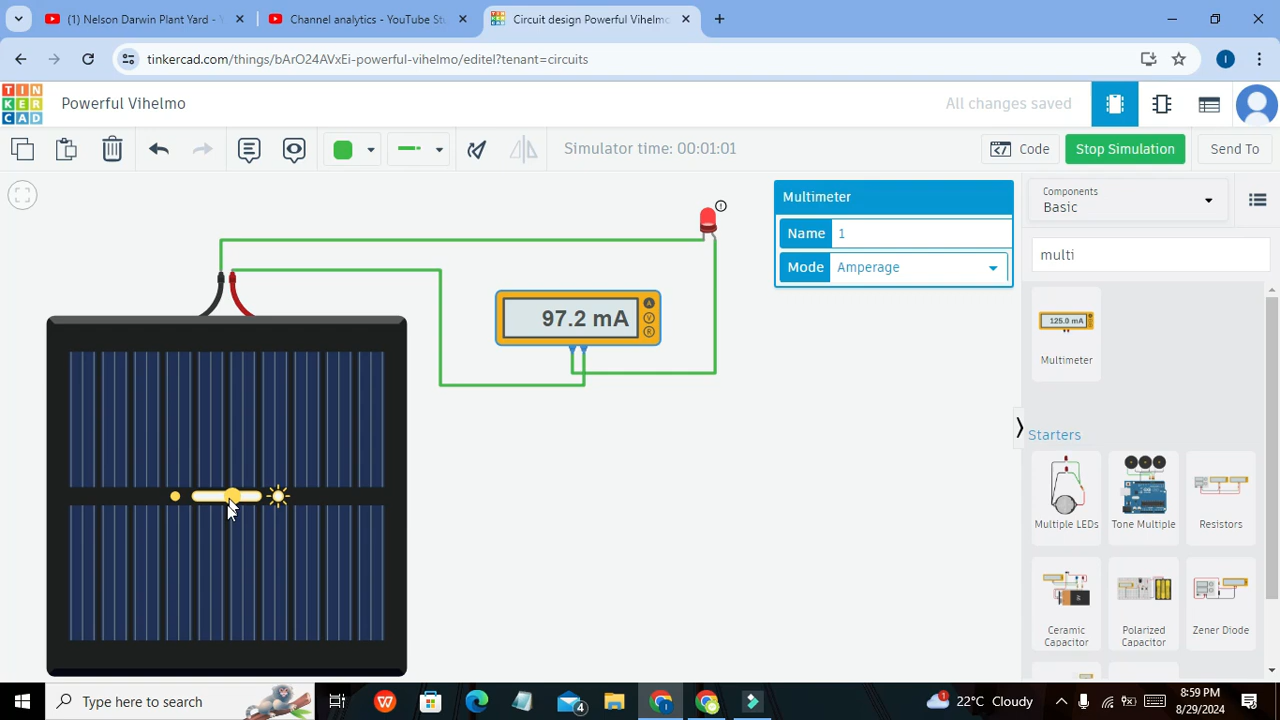 (1) Nelson Darwin Plant Yard -
Channel analytics - YouTube Stu
Circuit design Powerful Vihelmo
tinkercad.com/things/bArO24AVxEi-powerful-vihelmo/editel?tenant=circuits
TIN
KER
CAD
Powerful Vihelmo
All changes saved
Simulator time: 00:01:01
Code
Stop Simulation
Send To
Multimeter
Name 1
Mode Amperage
Components
Basic
multi
97.2 mA
A
V
R
125.0 mA
Multimeter
Starters
Multiple LEDs
Tone Multiple
Resistors
Ceramic
Capacitor
Polarized
Capacitor
Zener Diode
Type here to search
4
1
22°C Cloudy
8:59 PM
8/29/2024